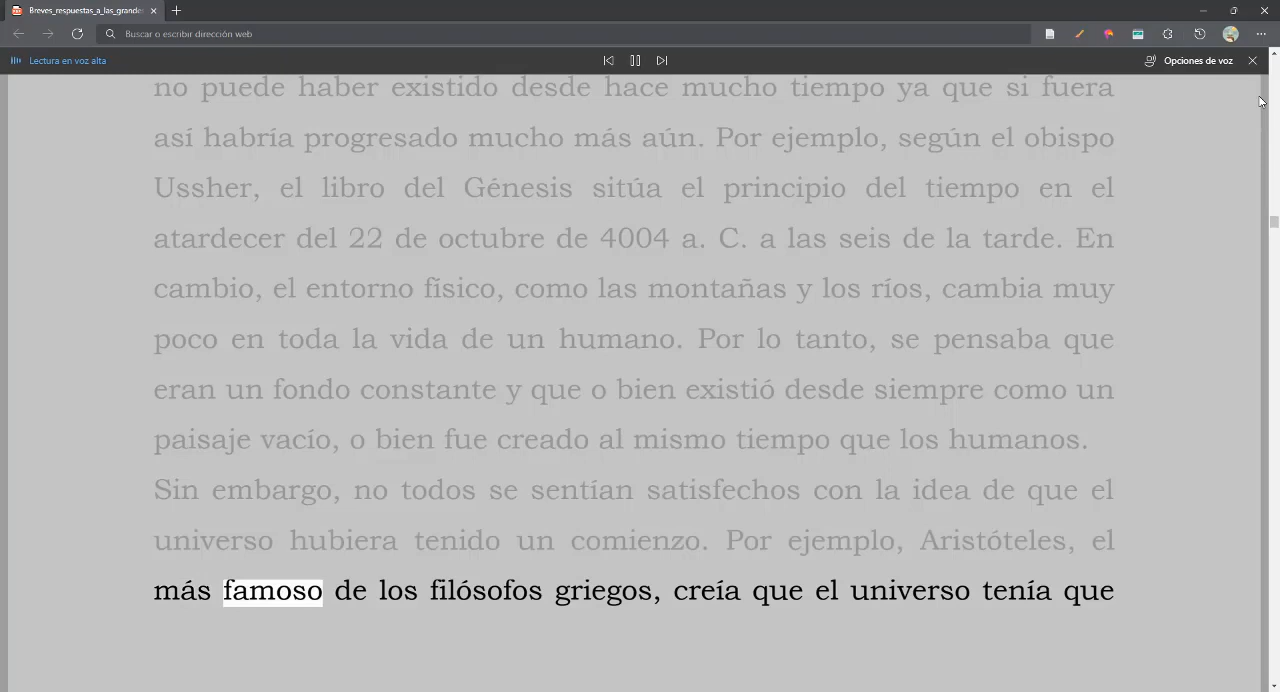 Breves_respuestas_a_las_grandes
Buscar o escribir dirección web
Lectura en voz alta
Opciones de voz
no puede haber existido desde hace mucho tiempo ya que si fuera
así habría progresado mucho más aún. Por ejemplo, según el obispo
Ussher, el libro del Génesis sitúa el principio del tiempo en el
atardecer del 22 de octubre de 4004 a. C. a las seis de la tarde. En
cambio, el entorno físico, como las montañas y los ríos, cambia muy
poco en toda la vida de un humano. Por lo tanto, se pensaba que
eran un fondo constante y que o bien existió desde siempre como un
paisaje vacío, o bien fue creado al mismo tiempo que los humanos.
Sin embargo, no todos se sentían satisfechos con la idea de que el
universo hubiera tenido un comienzo. Por ejemplo, Aristóteles, el
más famoso de los filósofos griegos, creía que el universo tenía que